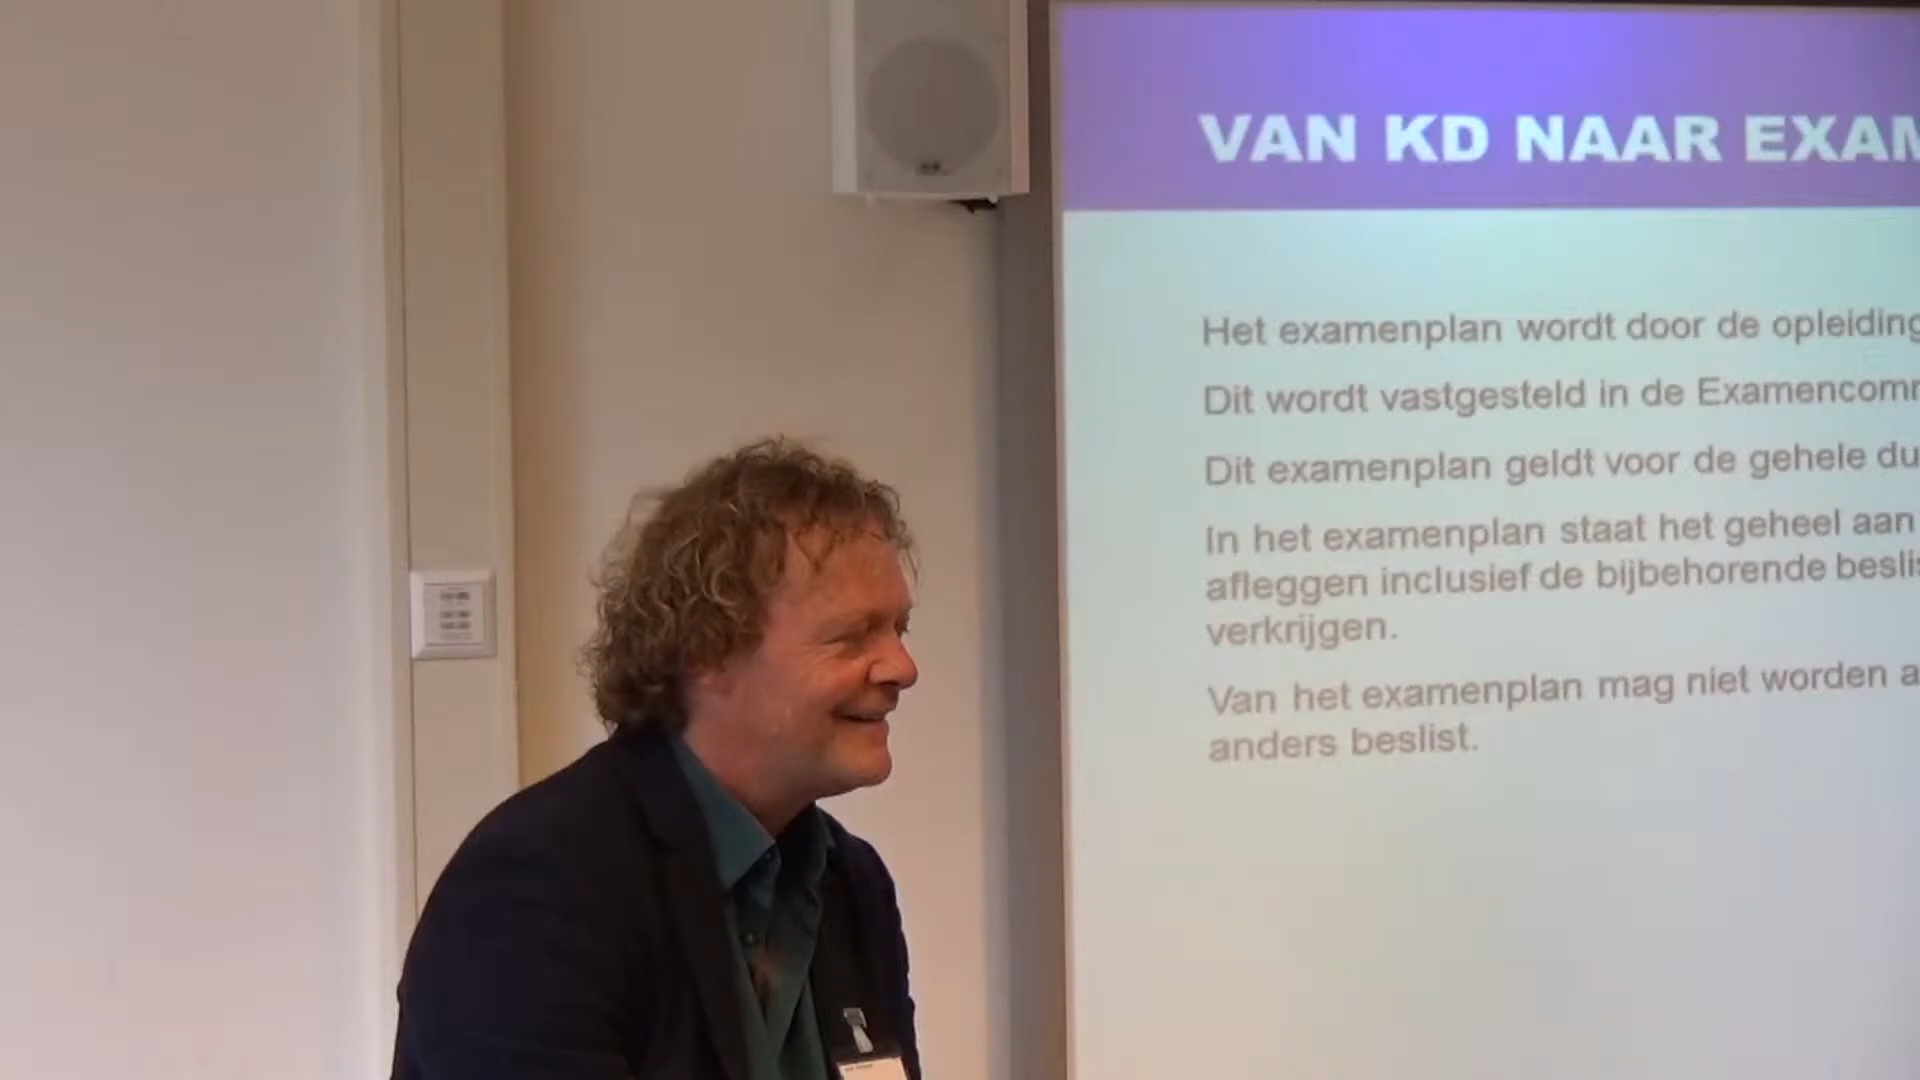 VAN KD NAAR EXAM
Het examenplan wordt door de opleiding
Dit wordt vastgesteld in de Examencomm
Dit examenplan geldt voor de gehele du
In het examenplan staat het geheel aan
afleggen inclusief de bijbehorende beslis
verkrijgen.
Van het examenplan mag niet worden a
anders beslist.